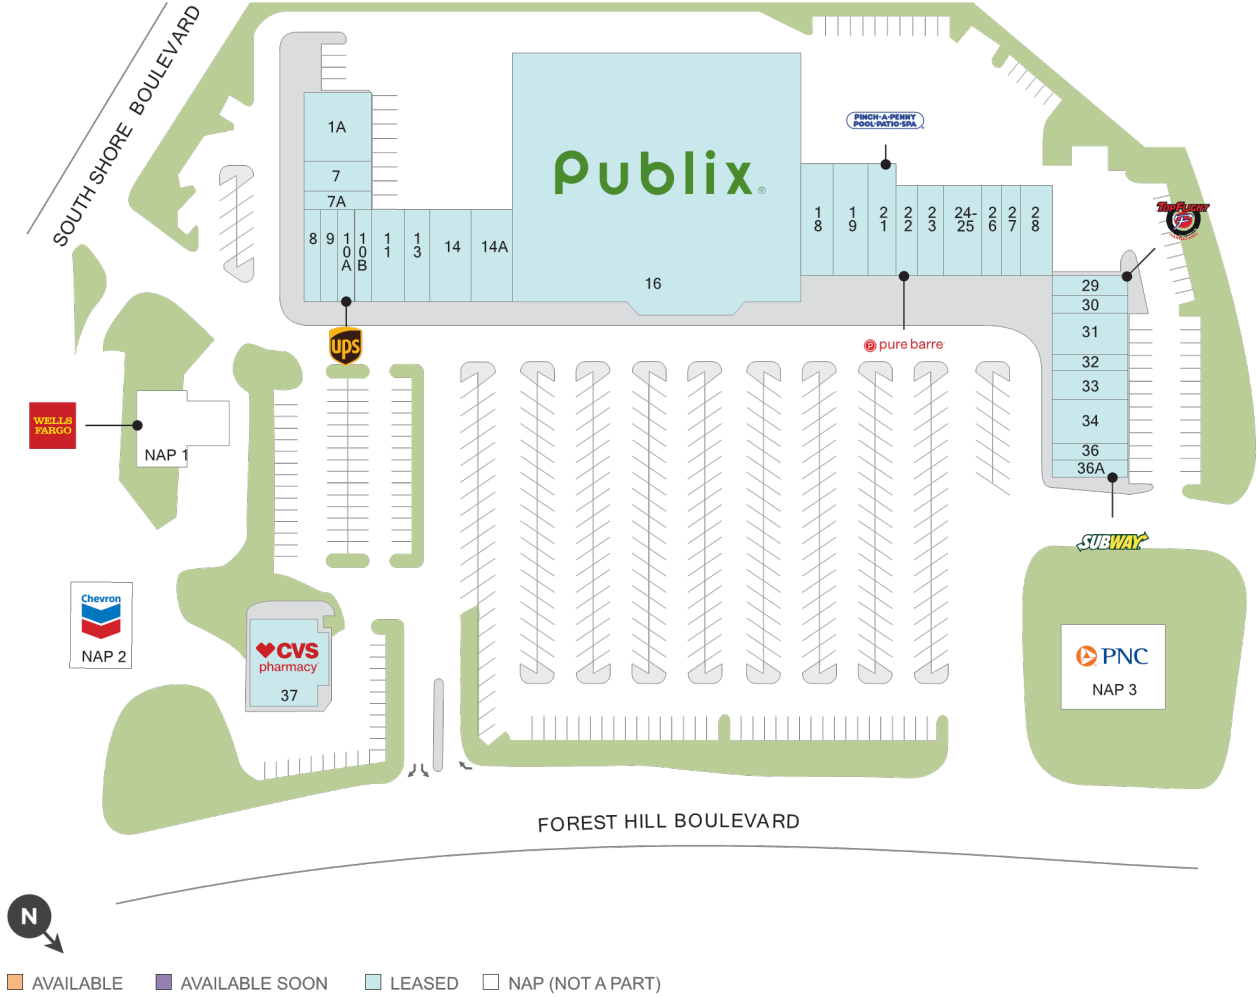 SOUTH SHORE BOULEVARD
1A
7
7A
8
9
10A
10B
11
13
14
14A
Publix®
16
PINCH·A·PENNY
POOL·PATIO·SPA
18
19
21
22
23
24-
25
26
27
28
TOPFLIGHT
29
30
31
32
33
34
36
36A
ups
pure barre
WELLS
FARGO
NAP 1
SUBWAY
Chevron
NAP 2
CVS
pharmacy
37
PNC
NAP 3
FOREST HILL BOULEVARD
N
AVAILABLE
AVAILABLE SOON
LEASED
NAP (NOT A PART)